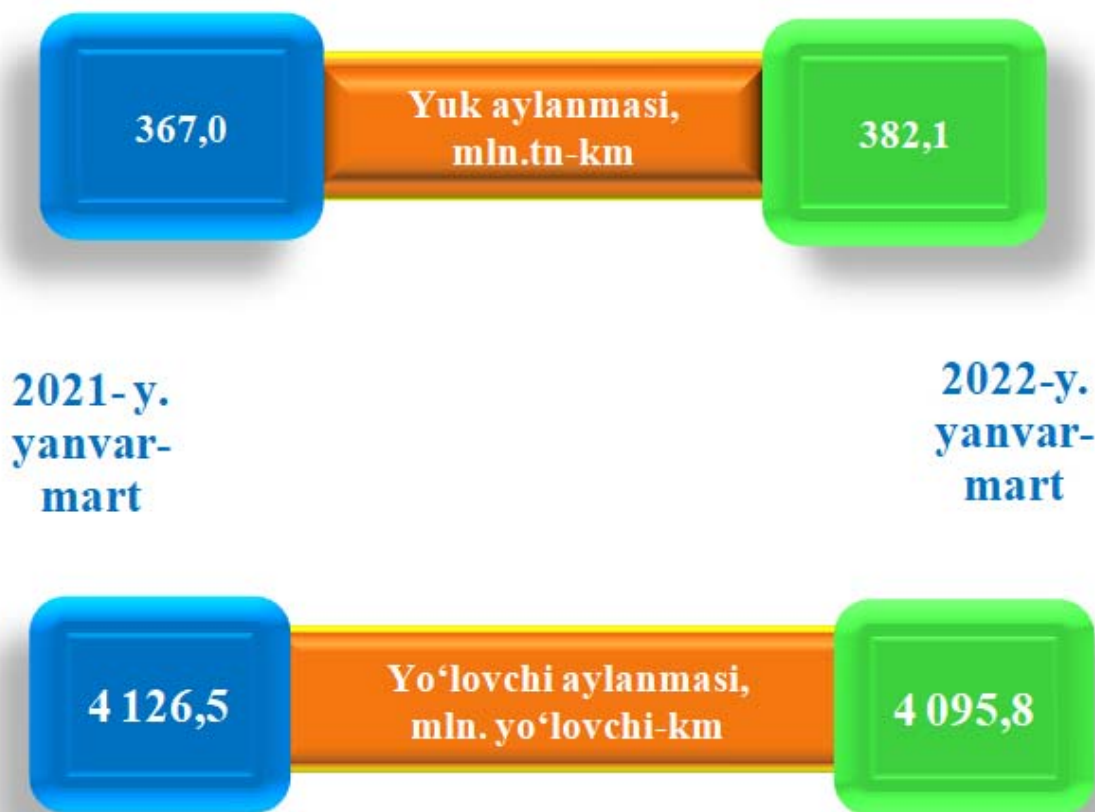 367,0
Yuk aylanmasi,
mln.tn-km
382,1
2021- y.
yanvar-
mart
2022-y.
yanvar-
mart
4 126,5
Yo‘lovchi aylanmasi,
mln. yo‘lovchi-km
4 095,8